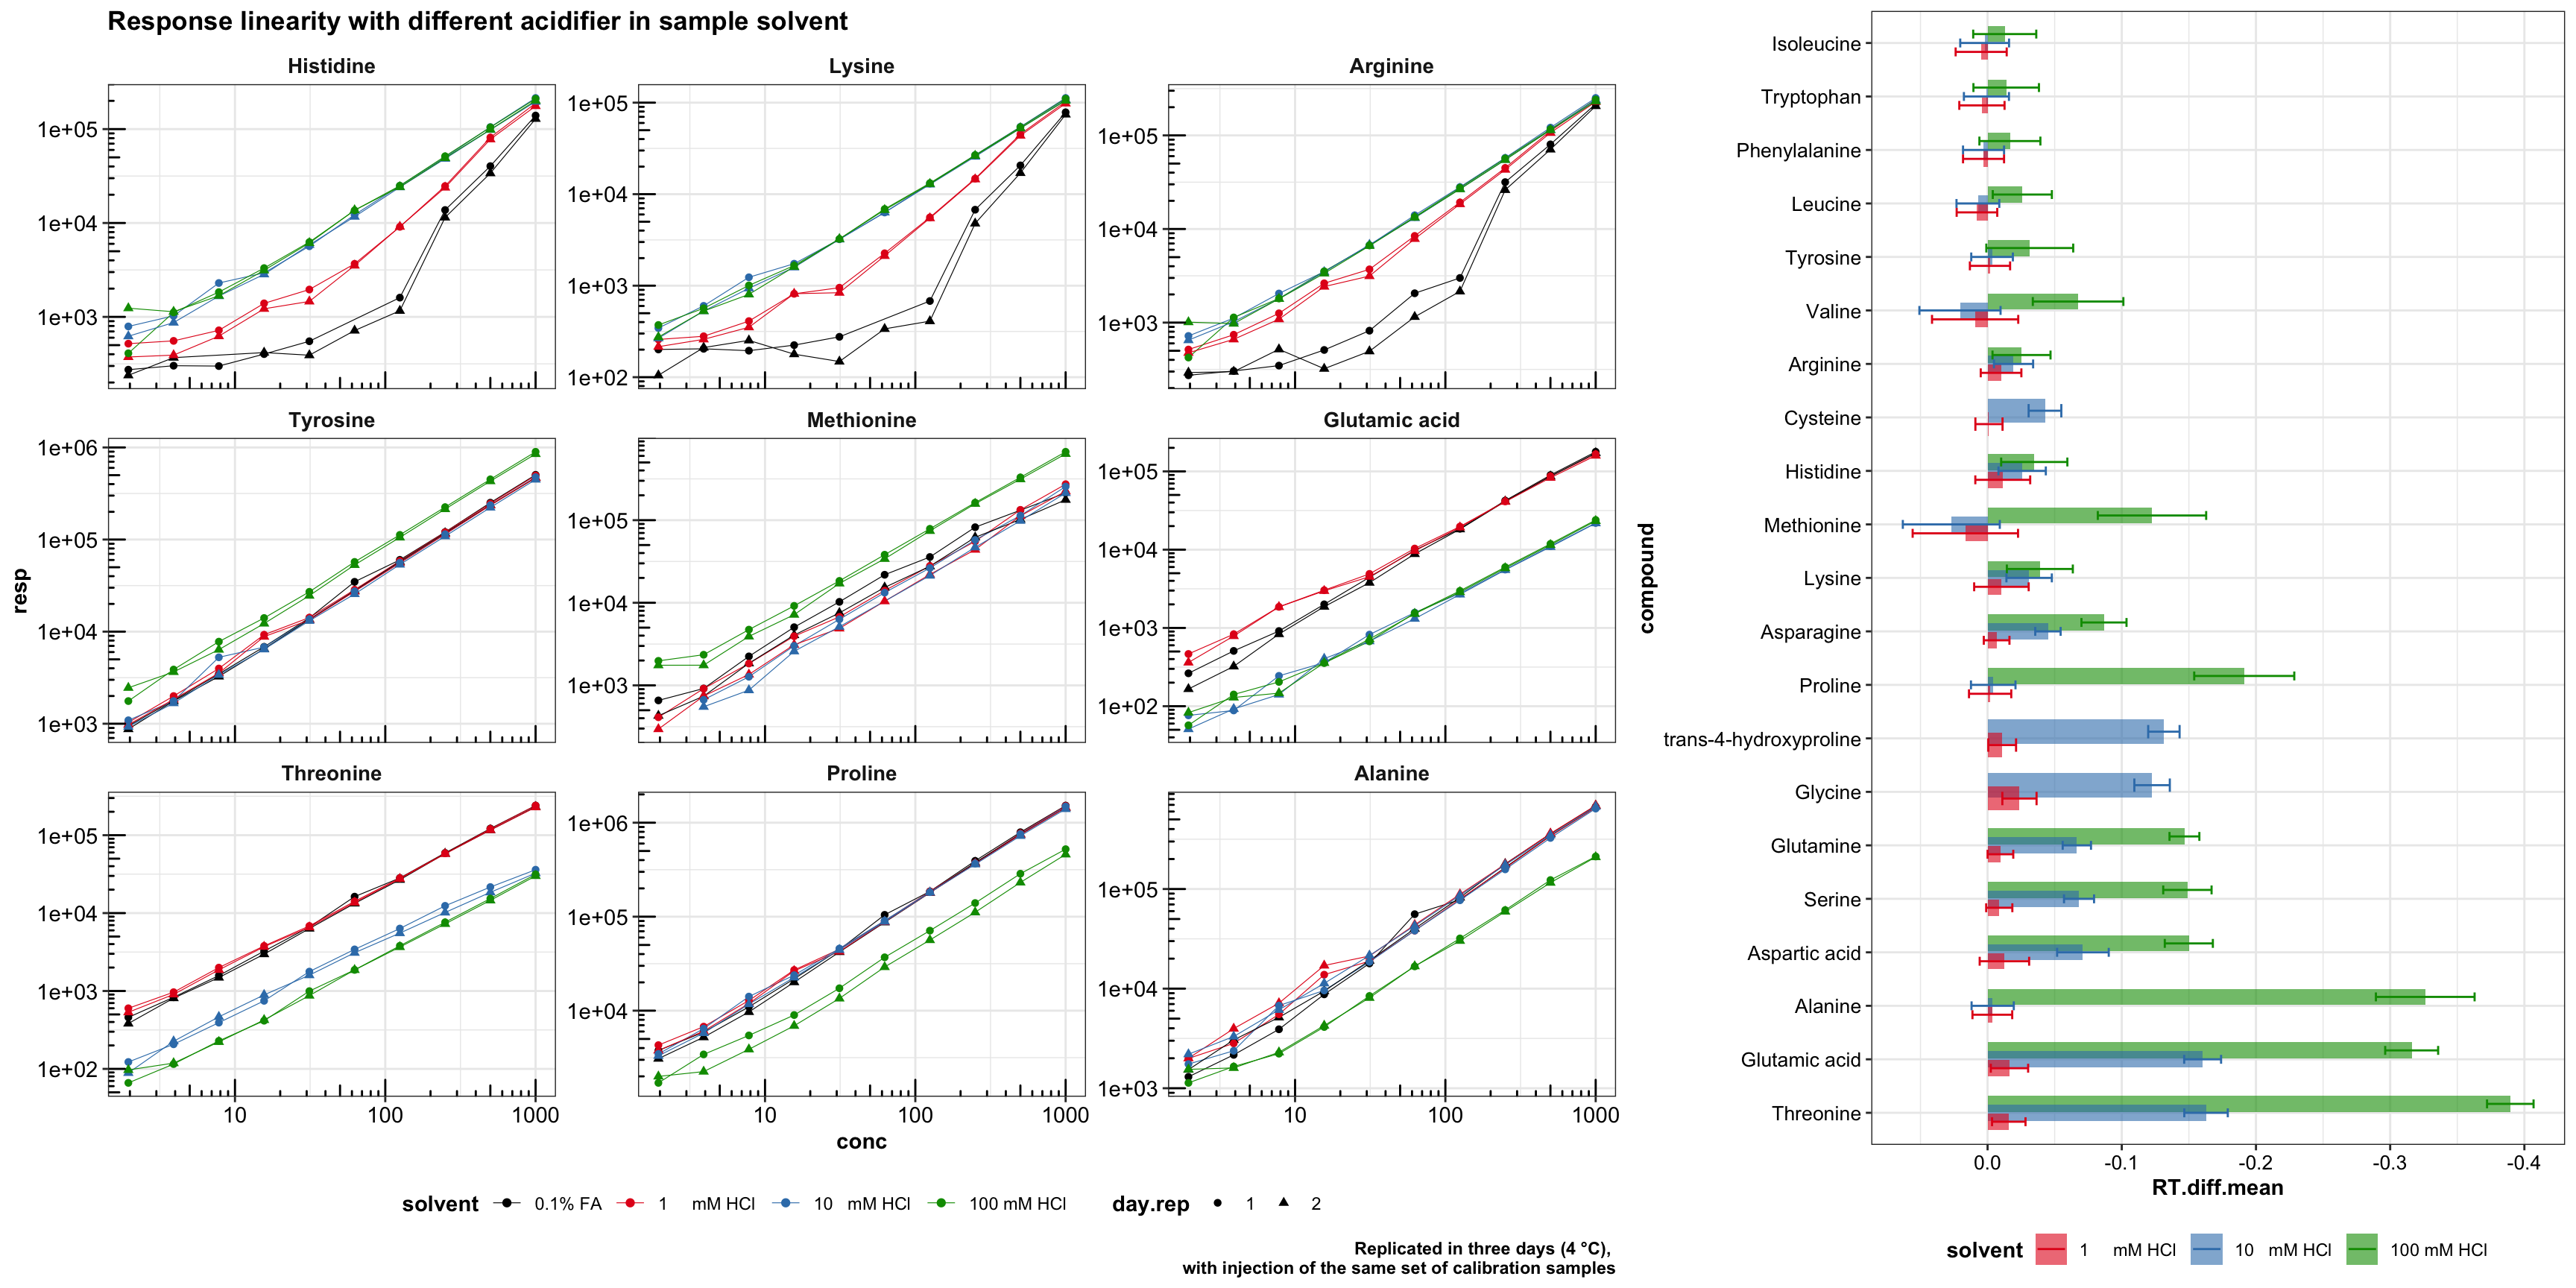 Response linearity with different acidifier in sample solvent
Histidine
Lysine
Arginine
1e+05
1e+04
1e+03
1e+05
1e+04
1e+03
1e+02
1e+05
1e+04
1e+03
Tyrosine
Methionine
Glutamic acid
1e+06
1e+05
1e+04
1e+03
1e+05
1e+04
1e+03
1e+05
1e+04
1e+03
1e+02
Threonine
Proline
Alanine
1e+05
1e+04
1e+03
1e+02
1e+06
1e+05
1e+04
1e+05
1e+04
1e+03
10 100 1000
10 100 1000
10 100 1000
resp
conc
solvent 0.1% FA 1 mM HCl 10 mM HCl 100 mM HCl day.rep 1 2
Replicated in three days (4 °C),
with injection of the same set of calibration samples
compound
Isoleucine
Tryptophan
Phenylalanine
Leucine
Tyrosine
Valine
Arginine
Cysteine
Histidine
Methionine
Lysine
Asparagine
Proline
trans-4-hydroxyproline
Glycine
Glutamine
Serine
Aspartic acid
Alanine
Glutamic acid
Threonine
0.0 -0.1 -0.2 -0.3 -0.4
RT.diff.mean
solvent 1 mM HCl 10 mM HCl 100 mM HCl